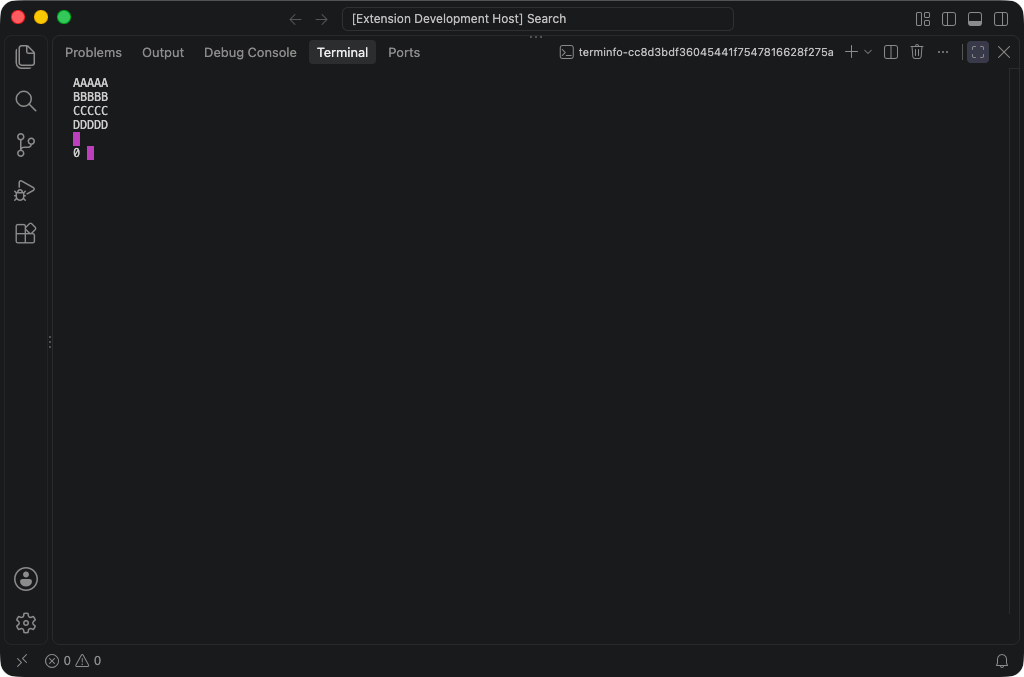 [Extension Development Host] Search
Problems Output Debug Console Terminal Ports terminfo-cc8d3bdf36045441f7547816628f275a
AAAAA
BBBBB
CCCCC
DDDDD
0
0 0